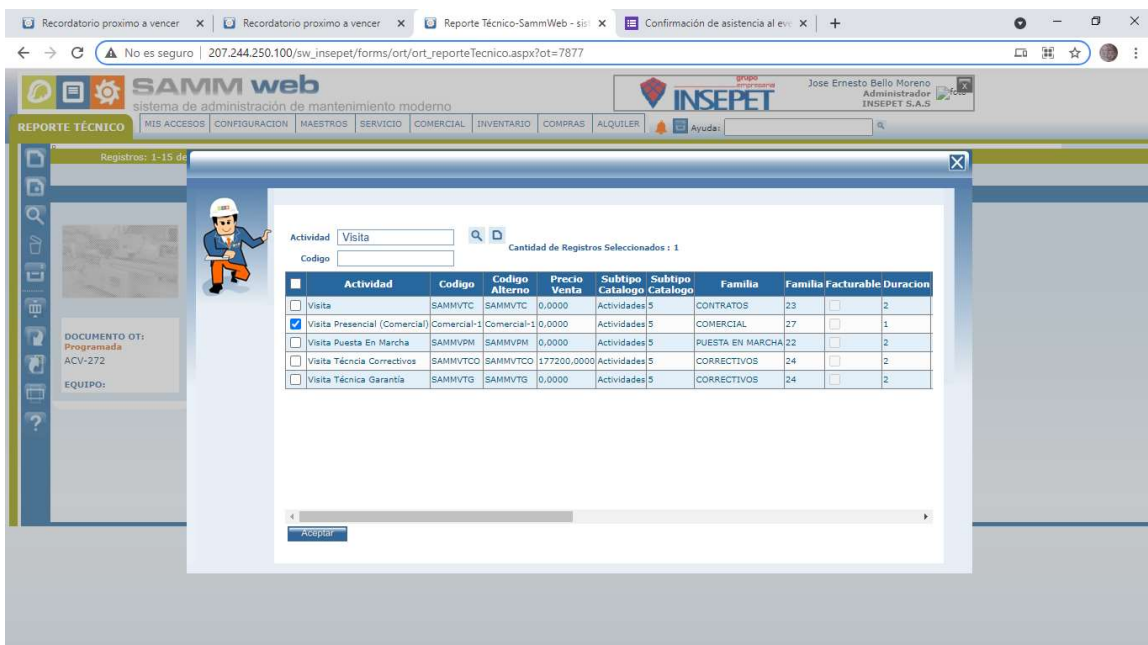 Recordatorio proximo a vencer
Recordatorio proximo a vencer
Reporte Técnico-SammWeb - sis
Confirmación de asistencia al eve
No es seguro | 207.244.250.100/sw_insepet/forms/ort/ort_reporteTecnico.aspx?ot=7877
SAMM web
sistema de administración de mantenimiento moderno
grupo empresarial
INSEPET
Jose Ernesto Bello Moreno
Administrador
INSEPET S.A.S
foto
X
REPORTE TÉCNICO
MIS ACCESOS CONFIGURACION MAESTROS SERVICIO COMERCIAL INVENTARIO COMPRAS ALQUILER
Ayuda:
Registros: 1-15 de
DOCUMENTO OT:
Programada
ACV-272
EQUIPO:
Actividad Visita
Cantidad de Registros Seleccionados : 1
Codigo
Actividad Codigo Codigo Alterno Precio Venta Subtipo Catalogo Subtipo Catalogo Familia Familia Facturable Duracion
Visita SAMMVTC SAMMVTC 0,0000 Actividades 5 CONTRATOS 23 2
Visita Presencial (Comercial) Comercial-1 Comercial-1 0,0000 Actividades 5 COMERCIAL 27 1
Visita Puesta En Marcha SAMMVPM SAMMVPM 0,0000 Actividades 5 PUESTA EN MARCHA 22 2
Visita Técncia Correctivos SAMMVTCO SAMMVTCO 177200,0000 Actividades 5 CORRECTIVOS 24 2
Visita Técnica Garantía SAMMVTG SAMMVTG 0,0000 Actividades 5 CORRECTIVOS 24 2
Aceptar